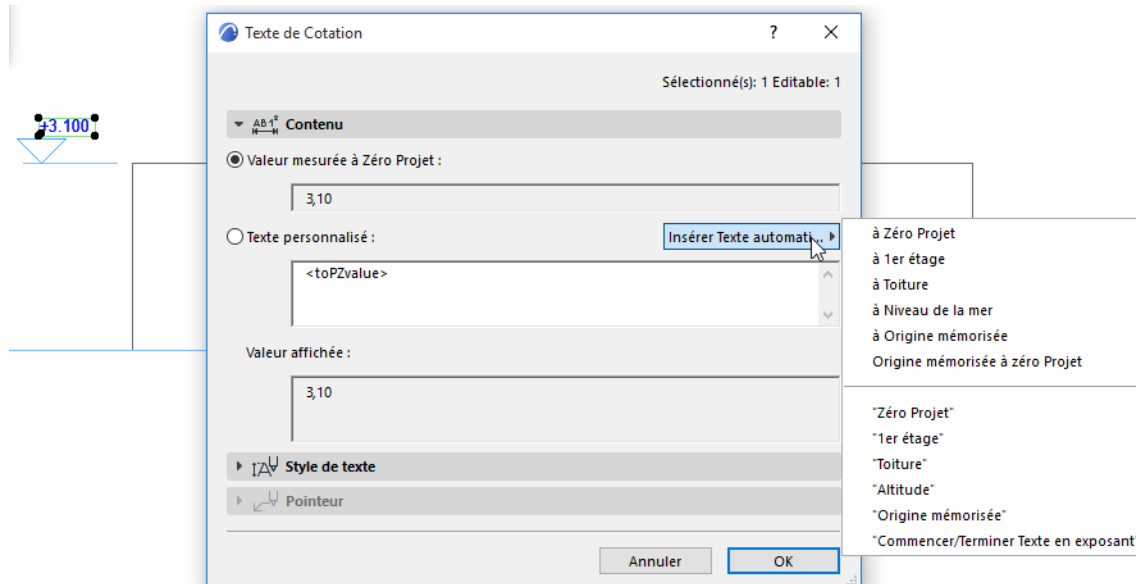 Texte de Cotation
?
Sélectionné(s): 1 Editable: 1
+3.100
AB1² Contenu
Valeur mesurée à Zéro Projet :
3,10
Texte personnalisé :
Insérer Texte automati...
<toPZvalue>
Valeur affichée :
3,10
Style de texte
Pointeur
Annuler
OK
à Zéro Projet
à 1er étage
à Toiture
à Niveau de la mer
à Origine mémorisée
Origine mémorisée à zéro Projet
"Zéro Projet"
"1er étage"
"Toiture"
"Altitude"
"Origine mémorisée"
"Commencer/Terminer Texte en exposant"